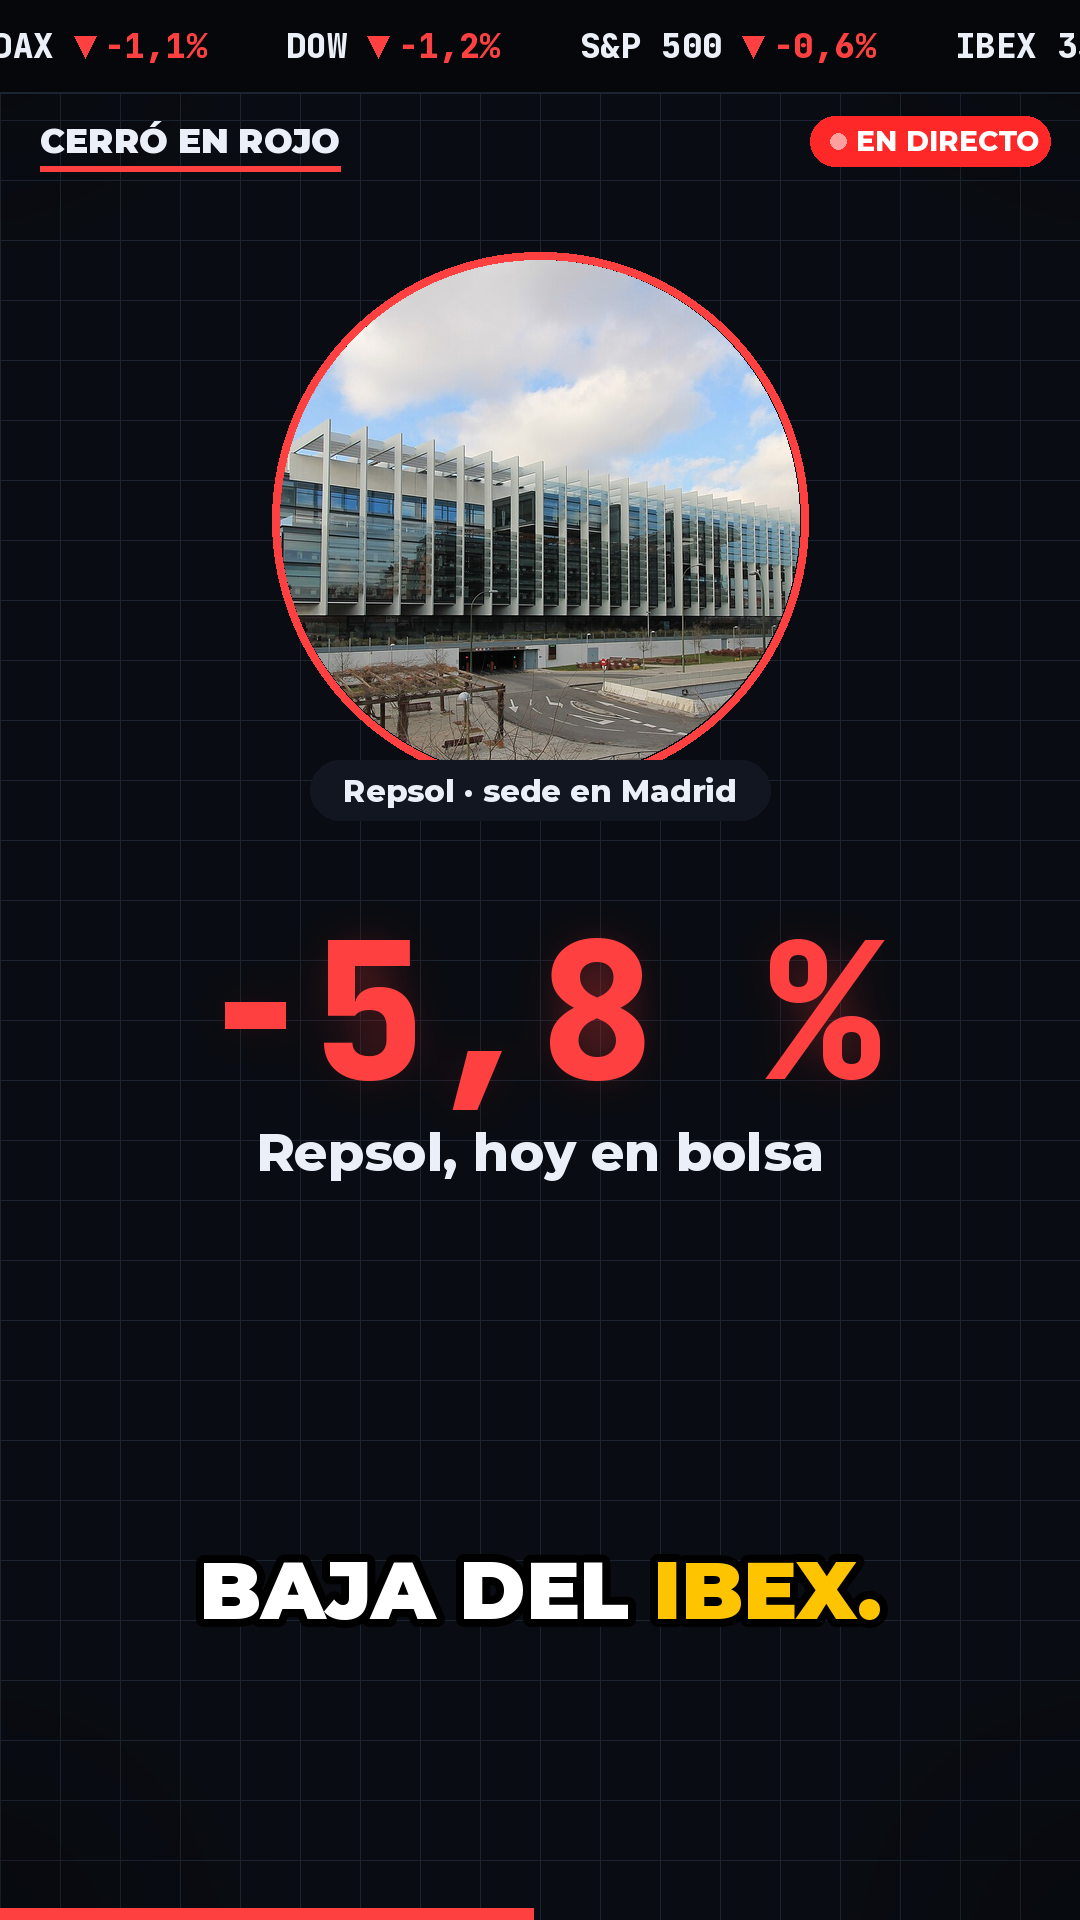 DAX ▼-1,1% DOW ▼-1,2% S&P 500 ▼-0,6% IBEX
CERRÓ EN ROJO
EN DIRECTO
Repsol · sede en Madrid
-5,8 %
Repsol, hoy en bolsa
BAJA DEL IBEX.